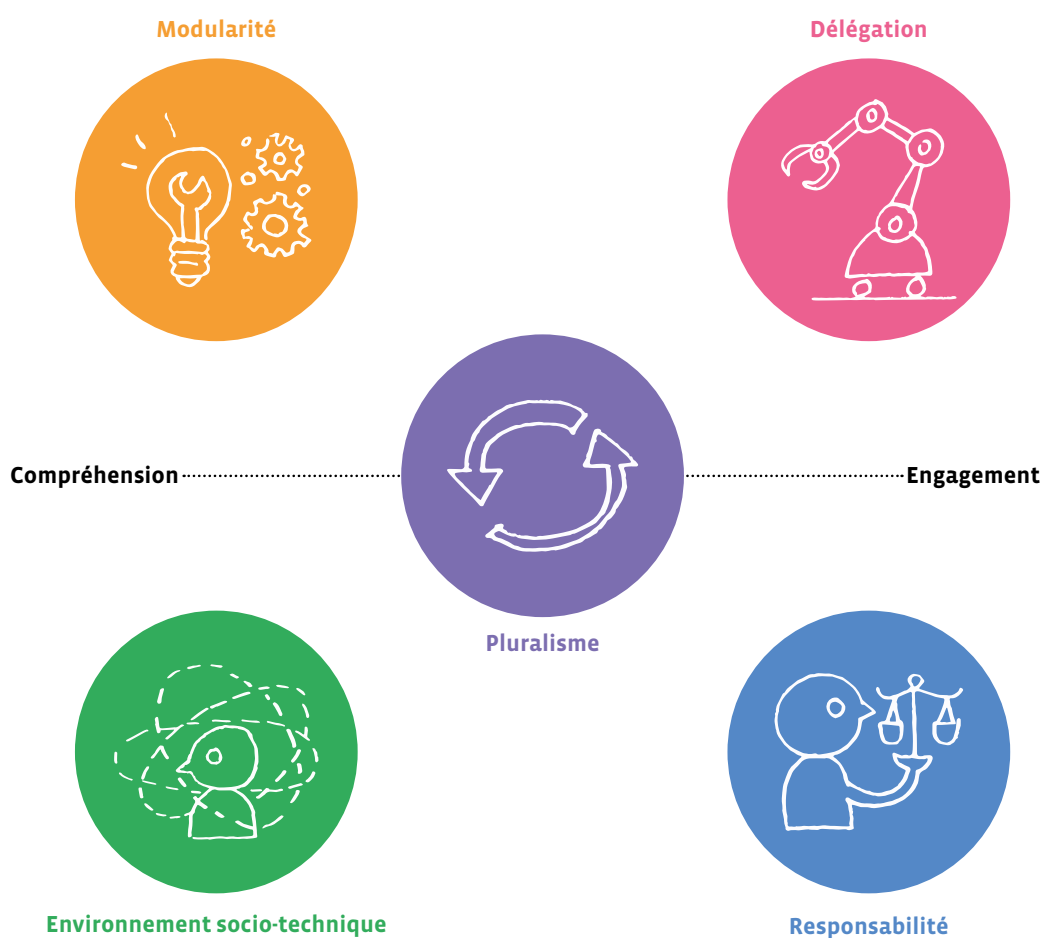 Modularité
Délégation
Compréhension
Engagement
Pluralisme
Environnement socio-technique
Responsabilité